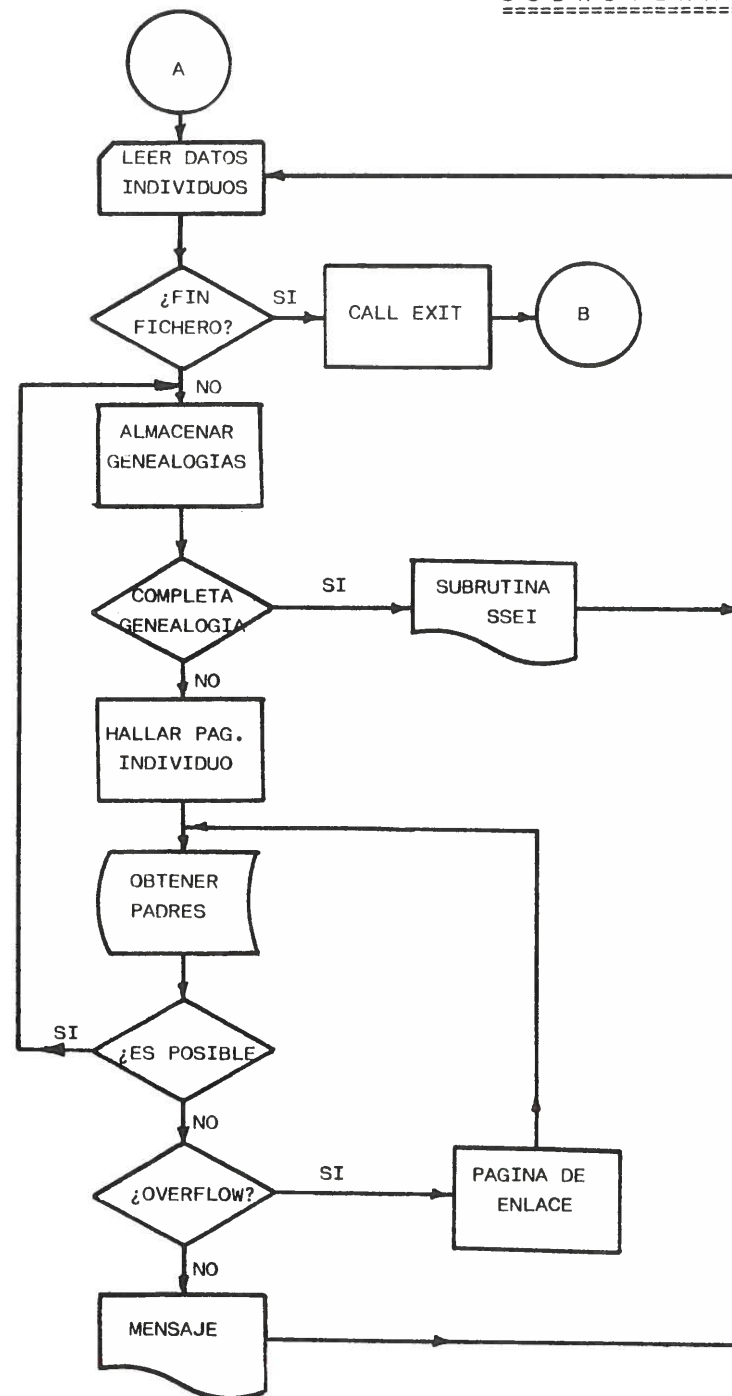 A
LEER DATOS
INDIVIDUOS
¿FIN
FICHERO?
SI
CALL EXIT
B
NO
ALMACENAR
GENEALOGIAS
COMPLETA
GENEALOGIA
SI
SUBRUTINA
SSEI
NO
HALLAR PAG.
INDIVIDUO
OBTENER
PADRES
SI
¿ES POSIBLE
NO
¿OVERFLOW?
SI
PAGINA DE
ENLACE
NO
MENSAJE